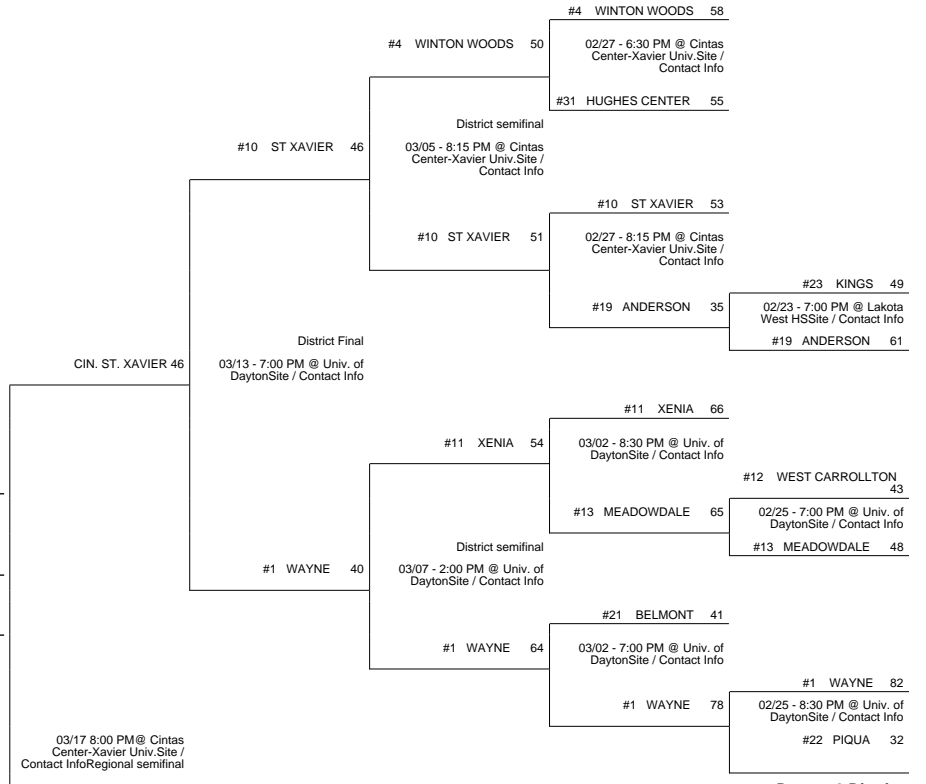 #4 WINTON WOODS 58
#4 WINTON WOODS 50
02/27 - 6:30 PM @ Cintas
Center-Xavier Univ.Site /
Contact Info
#31 HUGHES CENTER 55
District semifinal
#10 ST XAVIER 46
03/05 - 8:15 PM @ Cintas
Center-Xavier Univ.Site /
Contact Info
#10 ST XAVIER 53
#10 ST XAVIER 51
02/27 - 8:15 PM @ Cintas
Center-Xavier Univ.Site /
Contact Info
#23 KINGS 49
#19 ANDERSON 35
02/23 - 7:00 PM @ Lakota
West HSSite / Contact Info
#19 ANDERSON 61
District Final
CIN. ST. XAVIER 46
03/13 - 7:00 PM @ Univ. of
DaytonSite / Contact Info
#11 XENIA 66
#11 XENIA 54
03/02 - 8:30 PM @ Univ. of
DaytonSite / Contact Info
#12 WEST CARROLLTON
43
#13 MEADOWDALE 65
02/25 - 7:00 PM @ Univ. of
DaytonSite / Contact Info
#13 MEADOWDALE 48
District semifinal
#1 WAYNE 40
03/07 - 2:00 PM @ Univ. of
DaytonSite / Contact Info
#21 BELMONT 41
#1 WAYNE 64
03/02 - 7:00 PM @ Univ. of
DaytonSite / Contact Info
#1 WAYNE 82
#1 WAYNE 78
02/25 - 8:30 PM @ Univ. of
DaytonSite / Contact Info
#22 PIQUA 32
03/17 8:00 PM@ Cintas
Center-Xavier Univ.Site /
Contact InfoRegional semifinal